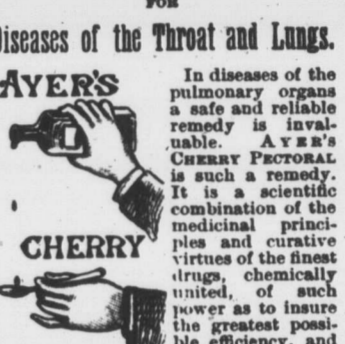 FOR
Diseases of the Throat and Lungs.
AYER'S
CHERRY
In diseases of the
pulmonary organs
a safe and reliable
remedy is inval-
uable. AYER'S
CHERRY PECTORAL
is such a remedy.
It is a scientific
combination of the
medicinal princi-
ples and curative
virtues of the finest
drugs, chemically
united, of such
power as to insure
the greatest possi-
ble efficiency, and